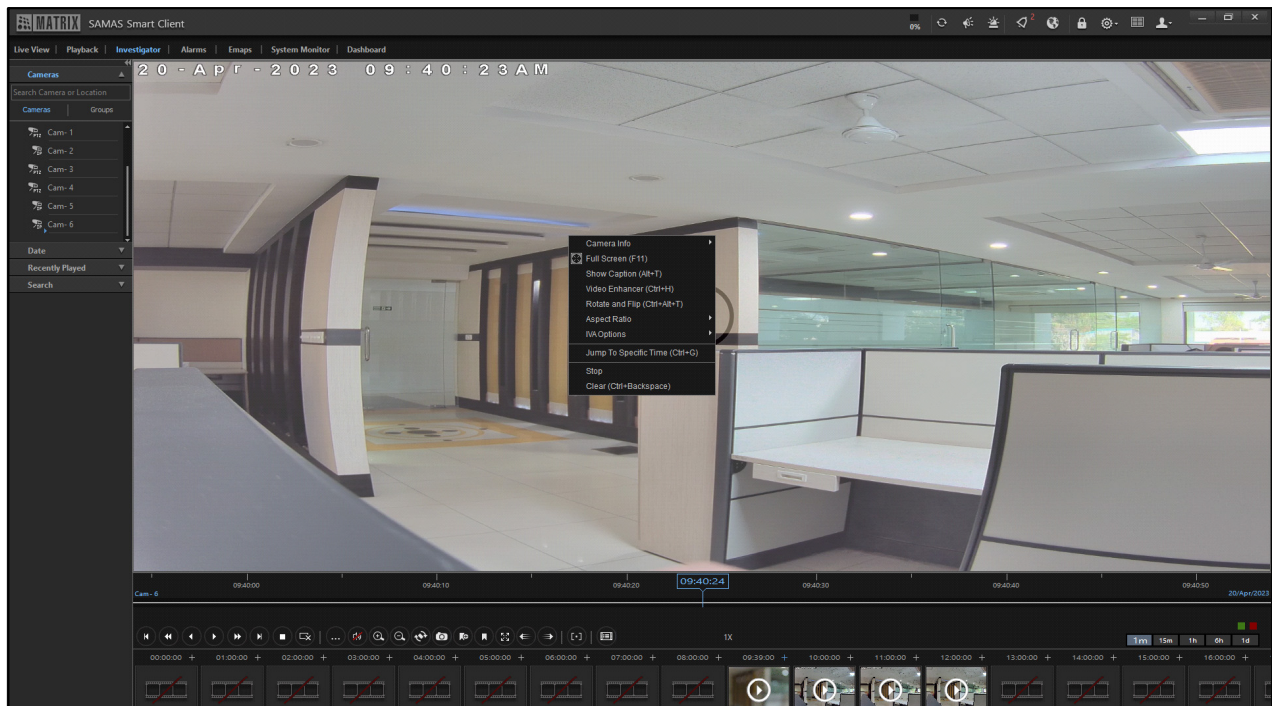 MATRIX SAMAS Smart Client
0%
2
Live View | Playback | Investigator | Alarms | Emaps | System Monitor | Dashboard
Cameras
Search Camera or Location
Cameras | Groups
Cam- 1
Cam- 2
Cam- 3
Cam- 4
Cam- 5
Cam- 6
Date
Recently Played
Search
20-Apr-2023 09:40:23AM
Camera Info
Full Screen (F11)
Show Caption (Alt+T)
Video Enhancer (Ctrl+H)
Rotate and Flip (Ctrl+Alt+T)
Aspect Ratio
IVA Options
Jump To Specific Time (Ctrl+G)
Stop
Clear (Ctrl+Backspace)
09:40:00 09:40:10 09:40:20 09:40:24 09:40:30 09:40:40 09:40:50
Cam- 6 20/Apr/2023
1X
1m 15m 1h 6h 1d
00:00:00 + 01:00:00 + 02:00:00 + 03:00:00 + 04:00:00 + 05:00:00 + 06:00:00 + 07:00:00 + 08:00:00 + 09:39:00 + 10:00:00 + 11:00:00 + 12:00:00 + 13:00:00 + 14:00:00 + 15:00:00 + 16:00:00 +